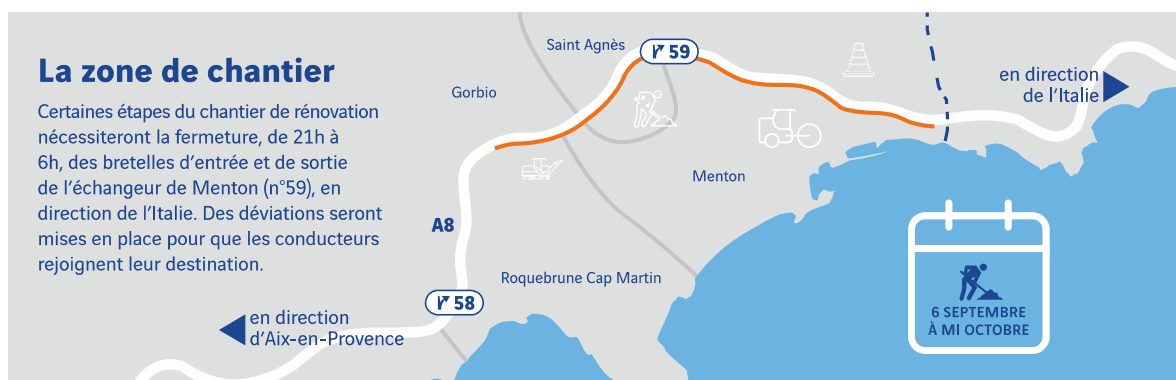 La zone de chantier
Certaines étapes du chantier de rénovation
nécessiteront la fermeture, de 21h à
6h, des bretelles d’entrée et de sortie
de l’échangeur de Menton (n°59), en
direction de l’Italie. Des déviations seront
mises en place pour que les conducteurs
rejoignent leur destination.
Saint Agnès
59
Gorbio
en direction
de l’Italie
Menton
A8
Roquebrune Cap Martin
58
en direction
d’Aix-en-Provence
6 SEPTEMBRE
À MI OCTOBRE